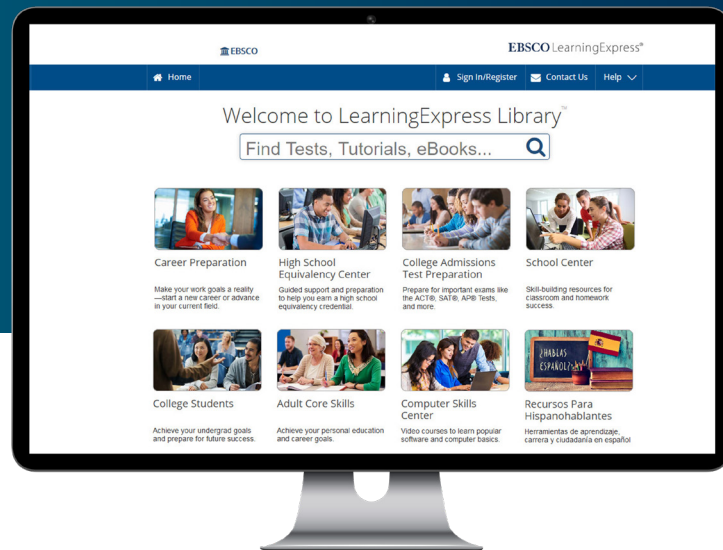 EBSCO
EBSCO LearningExpress®
Home
Sign In/Register
Contact Us
Help
Welcome to LearningExpress Library™
Find Tests, Tutorials, eBooks...
Career Preparation
Make your work goals a reality
—start a new career or advance
in your current field.
High School
Equivalency Center
Guided support and preparation
to help you earn a high school
equivalency credential.
College Admissions
Test Preparation
Prepare for important exams like
the ACT®, SAT®, AP® Tests,
and more.
School Center
Skill-building resources for
classroom and homework
success.
College Students
Achieve your undergrad goals
and prepare for future success.
Adult Core Skills
Achieve your personal education
and career goals.
Computer Skills
Center
Video courses to learn popular
software and computer basics.
¿HABLAS
ESPAÑOL?
Recursos Para
Hispanohablantes
Herramientas de aprendizaje,
carrera y ciudadanía en español